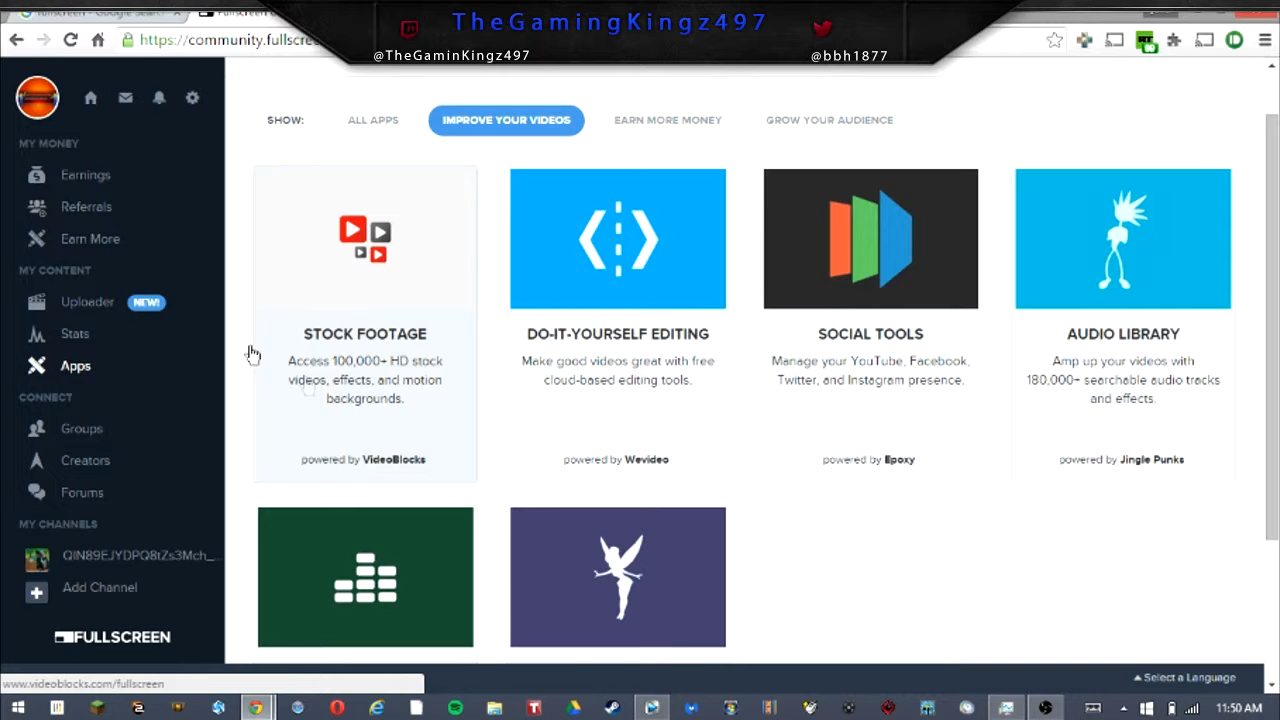 TheGamingKingz497
@TheGaminKingz497
@bbh1877
https://community.fullscre
SHOW:
ALL APPS
IMPROVE YOUR VIDEOS
EARN MORE MONEY
GROW YOUR AUDIENCE
MY MONEY
Earnings
Referrals
Earn More
MY CONTENT
Uploader NEW!
Stats
Apps
CONNECT
Groups
Creators
Forums
MY CHANNELS
QIN89EJYDPQ8tZs3Mch_...
Add Channel
FULLSCREEN
STOCK FOOTAGE
Access 100,000+ HD stock
videos, effects, and motion
backgrounds.
powered by VideoBlocks
DO-IT-YOURSELF EDITING
Make good videos great with free
cloud-based editing tools.
powered by Wevideo
SOCIAL TOOLS
Manage your YouTube, Facebook,
Twitter, and Instagram presence.
powered by Epoxy
AUDIO LIBRARY
Amp up your videos with
180,000+ searchable audio tracks
and effects.
powered by Jingle Punks
www.videoblocks.com/fullscreen
Select a Language
11:50 AM